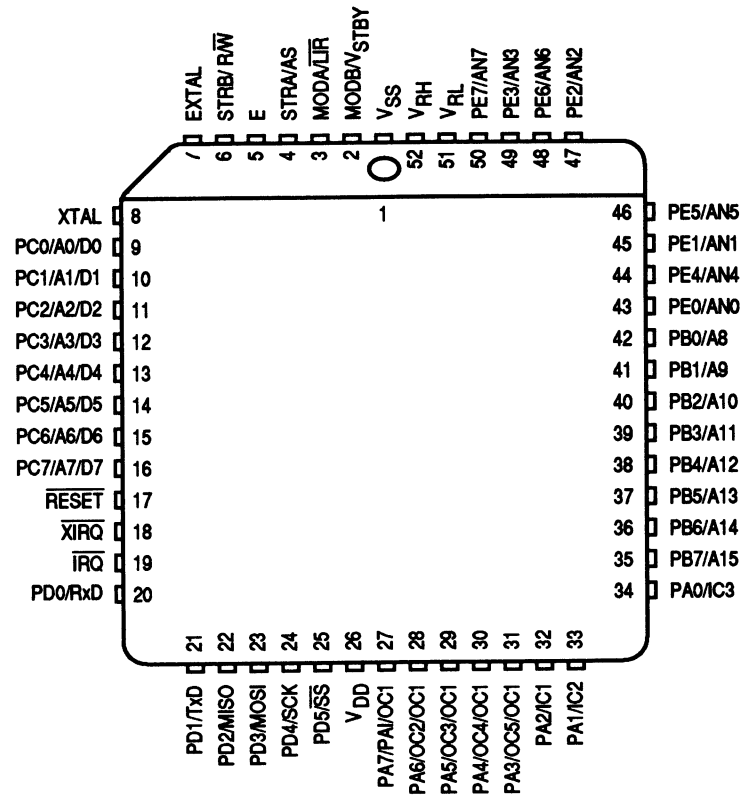 EXTAL
STRB/ R/W̅
E
STRA/AS
MODA/L̅I̅R̅
MODB/VSTBY
VSS
VRH
VRL
PE7/AN7
PE3/AN3
PE6/AN6
PE2/AN2
7
6
5
4
3
2
52
51
50
49
48
47
1
XTAL 8
PC0/A0/D0 9
PC1/A1/D1 10
PC2/A2/D2 11
PC3/A3/D3 12
PC4/A4/D4 13
PC5/A5/D5 14
PC6/A6/D6 15
PC7/A7/D7 16
R̅E̅S̅E̅T̅ 17
X̅I̅R̅Q̅ 18
I̅R̅Q̅ 19
PD0/RxD 20
46 PE5/AN5
45 PE1/AN1
44 PE4/AN4
43 PE0/AN0
42 PB0/A8
41 PB1/A9
40 PB2/A10
39 PB3/A11
38 PB4/A12
37 PB5/A13
36 PB6/A14
35 PB7/A15
34 PA0/IC3
21
22
23
24
25
26
27
28
29
30
31
32
33
PD1/TxD
PD2/MISO
PD3/MOSI
PD4/SCK
PD5/S̅S̅
VDD
PA7/PAI/OC1
PA6/OC2/OC1
PA5/OC3/OC1
PA4/OC4/OC1
PA3/OC5/OC1
PA2/IC1
PA1/IC2